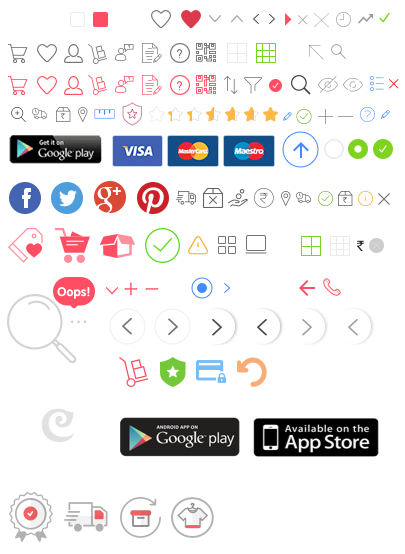 Get it on
Google play
VISA
MasterCard
Maestro
g+
Oops!
ANDROID APP ON
Google play
Available on the
App Store